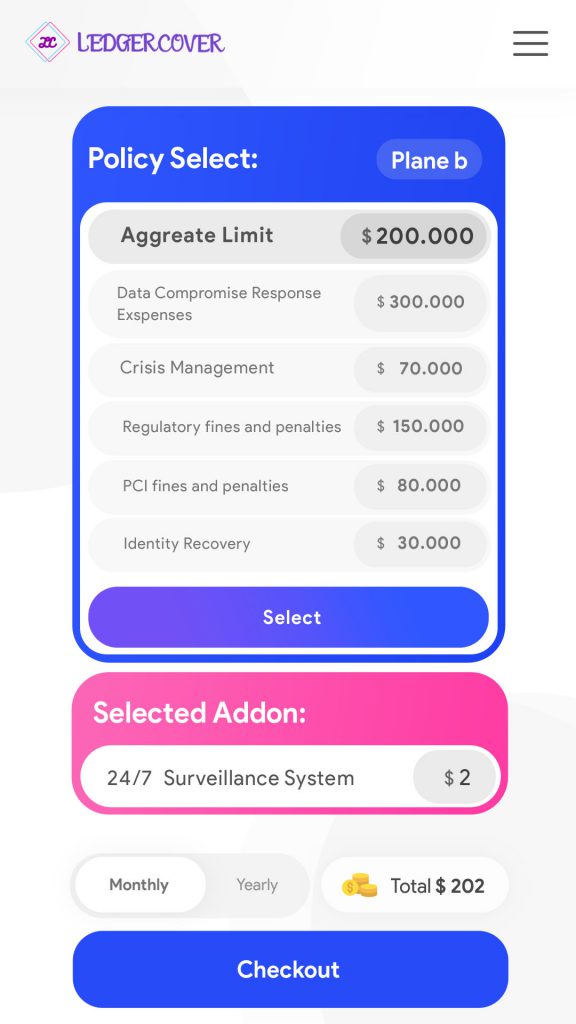 LEDGERCOVER
Policy Select:
Plane b
Aggreate Limit
$ 200.000
Data Compromise Response
Exspenses
$ 300.000
Crisis Management
$ 70.000
Regulatory fines and penalties
$ 150.000
PCI fines and penalties
$ 80.000
Identity Recovery
$ 30.000
Select
Selected Addon:
24/7 Surveillance System
$ 2
Monthly
Yearly
Total $ 202
Checkout